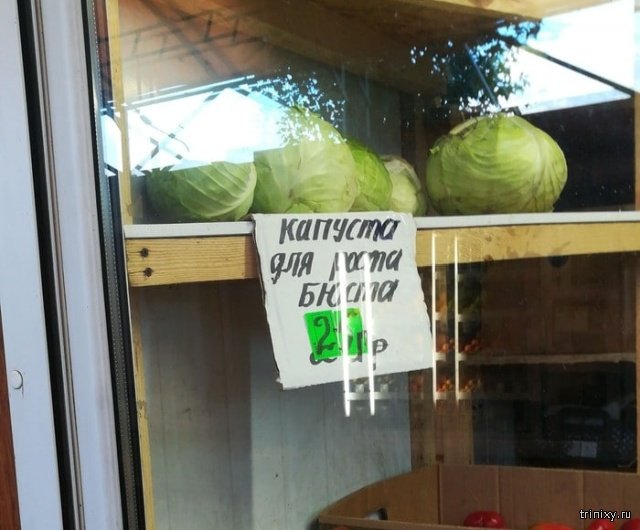 капуста
для роста
бюста
р
trinixy.ru